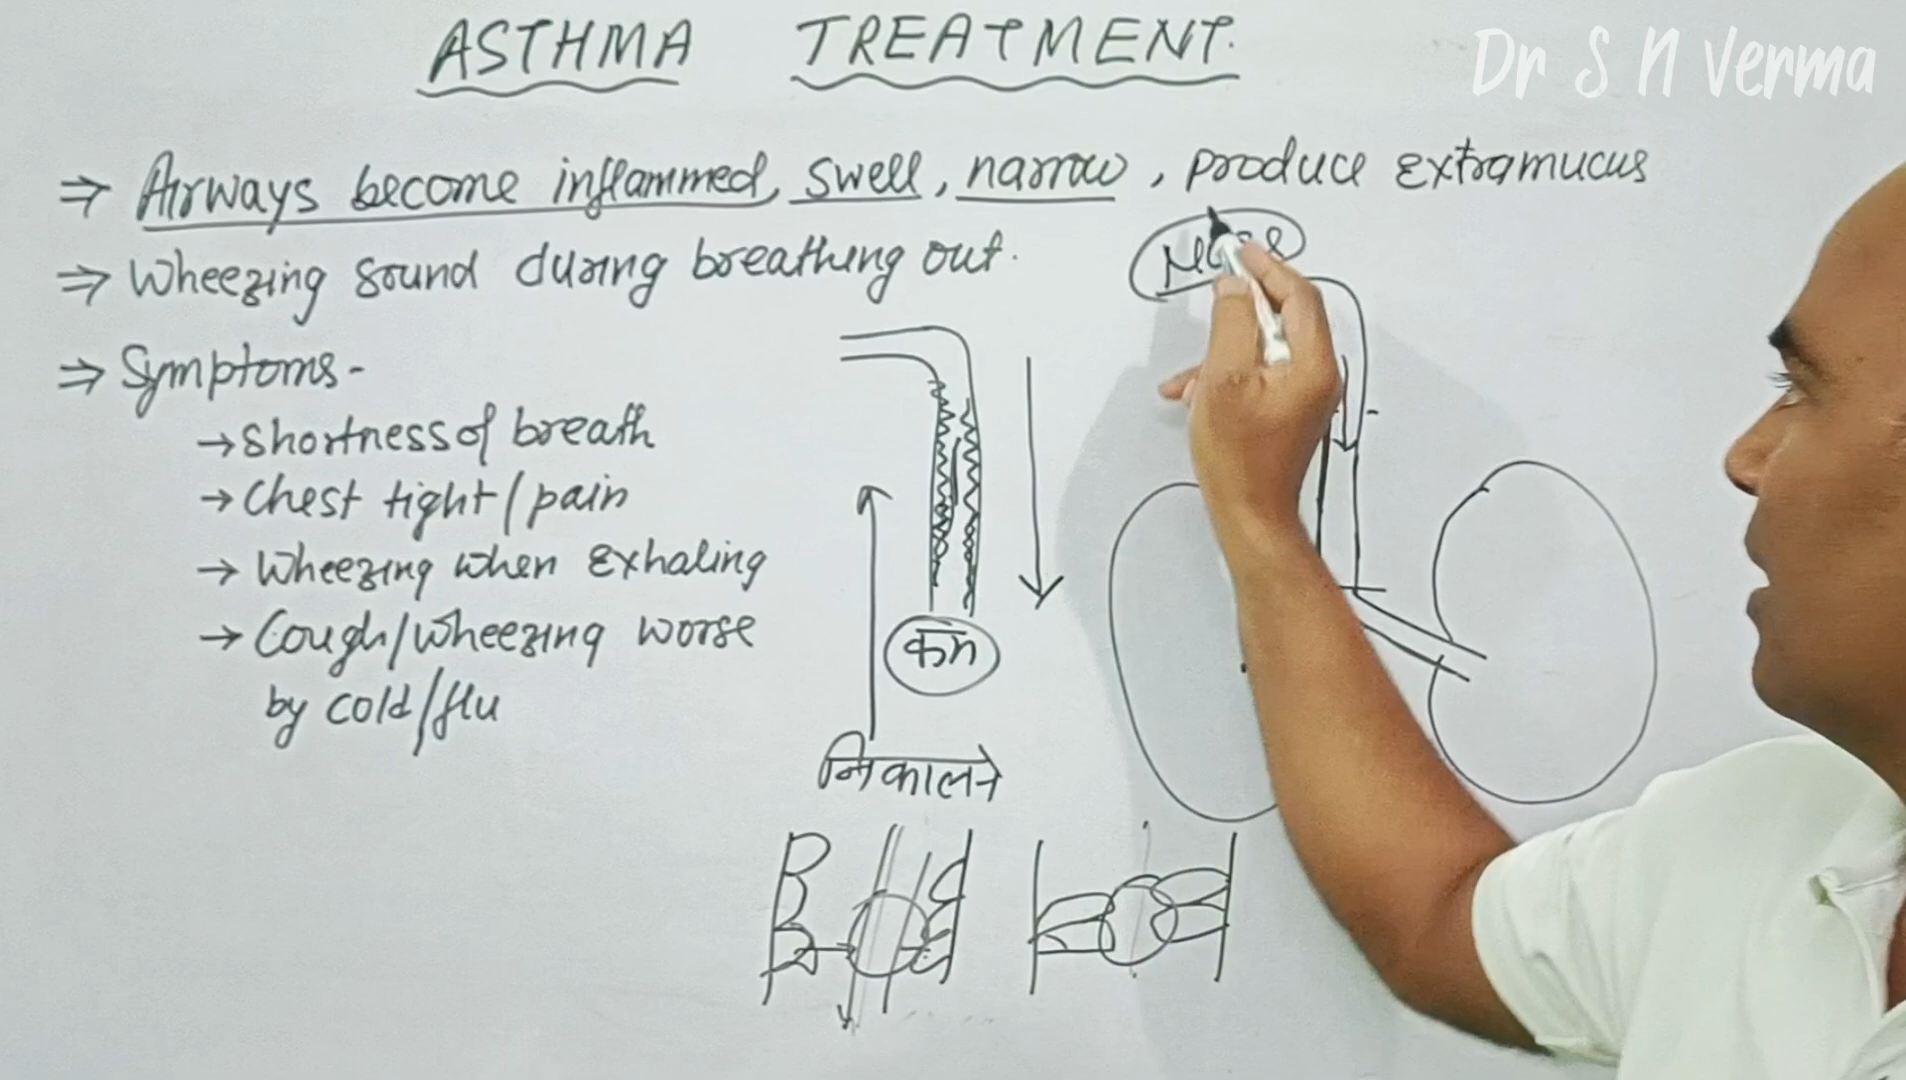 ASTHMA TREATMENT.
Dr S N Verma
⇒ Airways become inflammed, swell, narrow, produce extramucus
⇒ Wheezing sound during breathing out.
⇒ Symptoms-
→ Shortness of breath
→ Chest tight/pain
→ Wheezing when Exhaling
→ Cough/wheezing worse
by cold/flu
निकालने